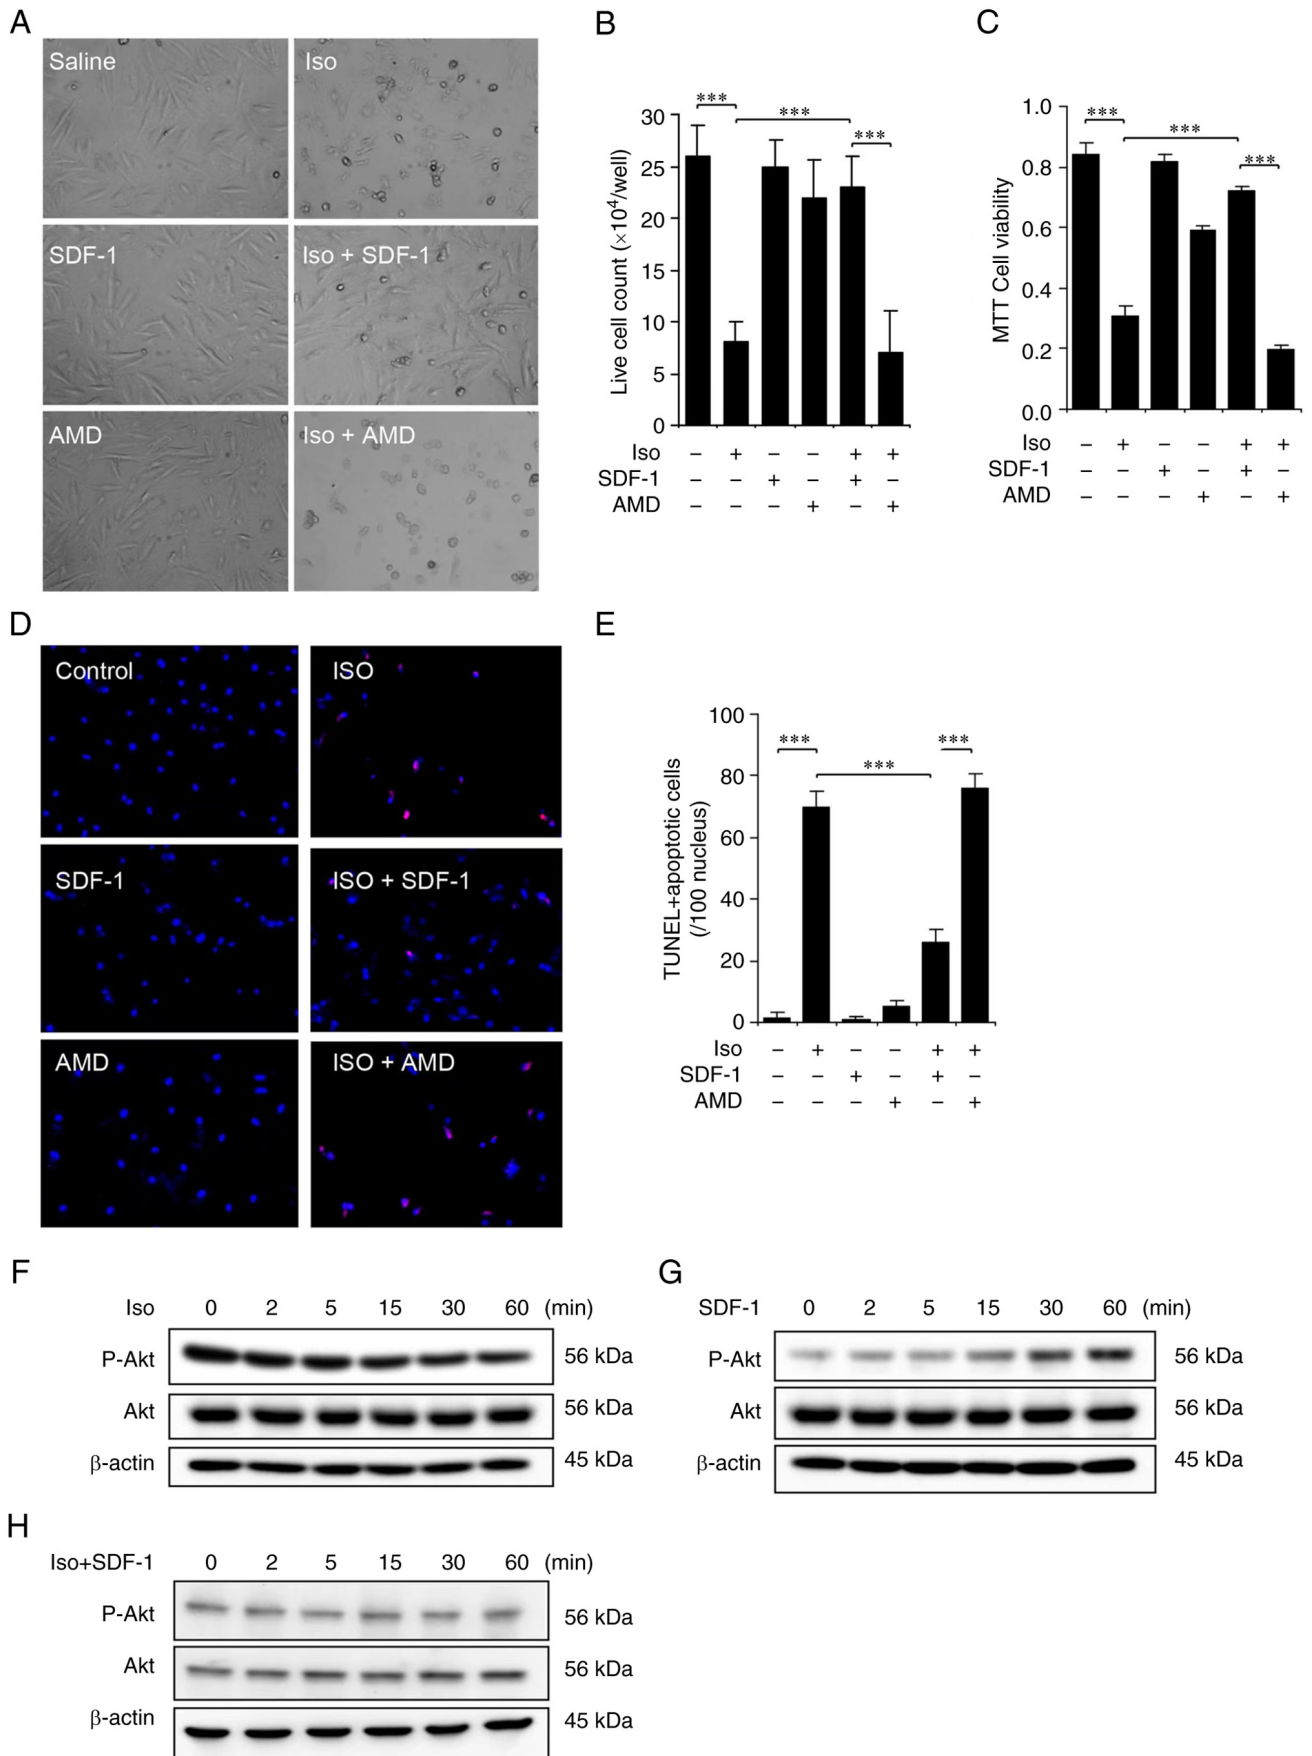 A
Saline
Iso
SDF-1
Iso + SDF-1
AMD
Iso + AMD
B
Live cell count (×10⁴/well)
30
25
20
15
10
5
0
***
***
***
Iso − + − − + +
SDF-1 − − + − + −
AMD − − − + − +
C
MTT Cell viability
1.0
0.8
0.6
0.4
0.2
0.0
***
***
***
Iso − + − − + +
SDF-1 − − + − + −
AMD − − − + − +
D
Control
ISO
SDF-1
ISO + SDF-1
AMD
ISO + AMD
E
TUNEL+apoptotic cells
(/100 nucleus)
100
80
60
40
20
0
***
***
***
Iso − + − − + +
SDF-1 − − + − + −
AMD − − − + − +
F
Iso 0 2 5 15 30 60 (min)
P-Akt 56 kDa
Akt 56 kDa
β-actin 45 kDa
G
SDF-1 0 2 5 15 30 60 (min)
P-Akt 56 kDa
Akt 56 kDa
β-actin 45 kDa
H
Iso+SDF-1 0 2 5 15 30 60 (min)
P-Akt 56 kDa
Akt 56 kDa
β-actin 45 kDa